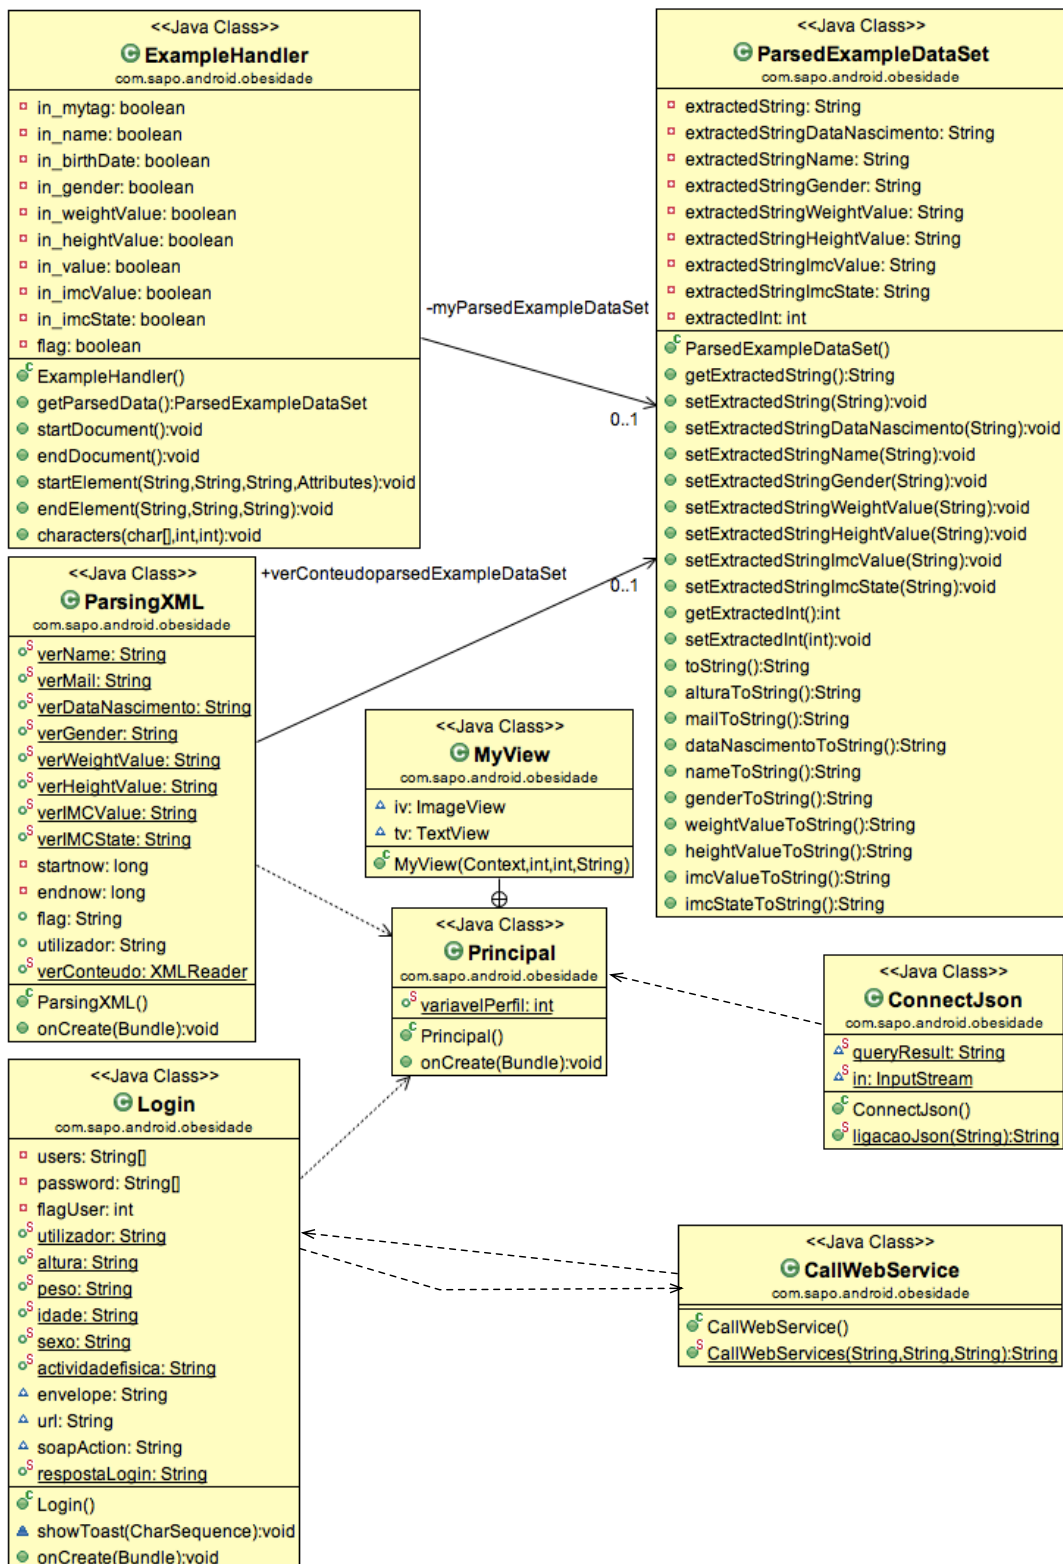 <<Java Class>>
ExampleHandler
com.sapo.android.obesidade
in_mytag: boolean
in_name: boolean
in_birthDate: boolean
in_gender: boolean
in_weightValue: boolean
in_heightValue: boolean
in_value: boolean
in_imcValue: boolean
in_imcState: boolean
flag: boolean
ExampleHandler()
getParsedData():ParsedExampleDataSet
startDocument():void
endDocument():void
startElement(String,String,String,Attributes):void
endElement(String,String,String):void
characters(char[],int,int):void
-myParsedExampleDataSet
0..1
<<Java Class>>
ParsedExampleDataSet
com.sapo.android.obesidade
extractedString: String
extractedStringDataNascimento: String
extractedStringName: String
extractedStringGender: String
extractedStringWeightValue: String
extractedStringHeightValue: String
extractedStringImcValue: String
extractedStringImcState: String
extractedInt: int
ParsedExampleDataSet()
getExtractedString():String
setExtractedString(String):void
setExtractedStringDataNascimento(String):void
setExtractedStringName(String):void
setExtractedStringGender(String):void
setExtractedStringWeightValue(String):void
setExtractedStringHeightValue(String):void
setExtractedStringImcValue(String):void
setExtractedStringImcState(String):void
getExtractedInt():int
setExtractedInt(int):void
toString():String
alturaToString():String
mailToString():String
dataNascimentoToString():String
nameToString():String
genderToString():String
weightValueToString():String
heightValueToString():String
imcValueToString():String
imcStateToString():String
<<Java Class>>
ParsingXML
com.sapo.android.obesidade
verName: String
verMail: String
verDataNascimento: String
verGender: String
verWeightValue: String
verHeightValue: String
verIMCValue: String
verIMCState: String
startnow: long
endnow: long
flag: String
utilizador: String
verConteudo: XMLReader
ParsingXML()
onCreate(Bundle):void
+verConteudoparsedExampleDataSet
0..1
<<Java Class>>
MyView
com.sapo.android.obesidade
iv: ImageView
tv: TextView
MyView(Context,int,int,String)
<<Java Class>>
Principal
com.sapo.android.obesidade
variavelPerfil: int
Principal()
onCreate(Bundle):void
<<Java Class>>
ConnectJson
com.sapo.android.obesidade
queryResult: String
in: InputStream
ConnectJson()
ligacaoJson(String):String
<<Java Class>>
Login
com.sapo.android.obesidade
users: String[]
password: String[]
flagUser: int
utilizador: String
altura: String
peso: String
idade: String
sexo: String
actividadefisica: String
envelope: String
url: String
soapAction: String
respostaLogin: String
Login()
showToast(CharSequence):void
onCreate(Bundle):void
<<Java Class>>
CallWebService
com.sapo.android.obesidade
CallWebService()
CallWebServices(String,String,String):String